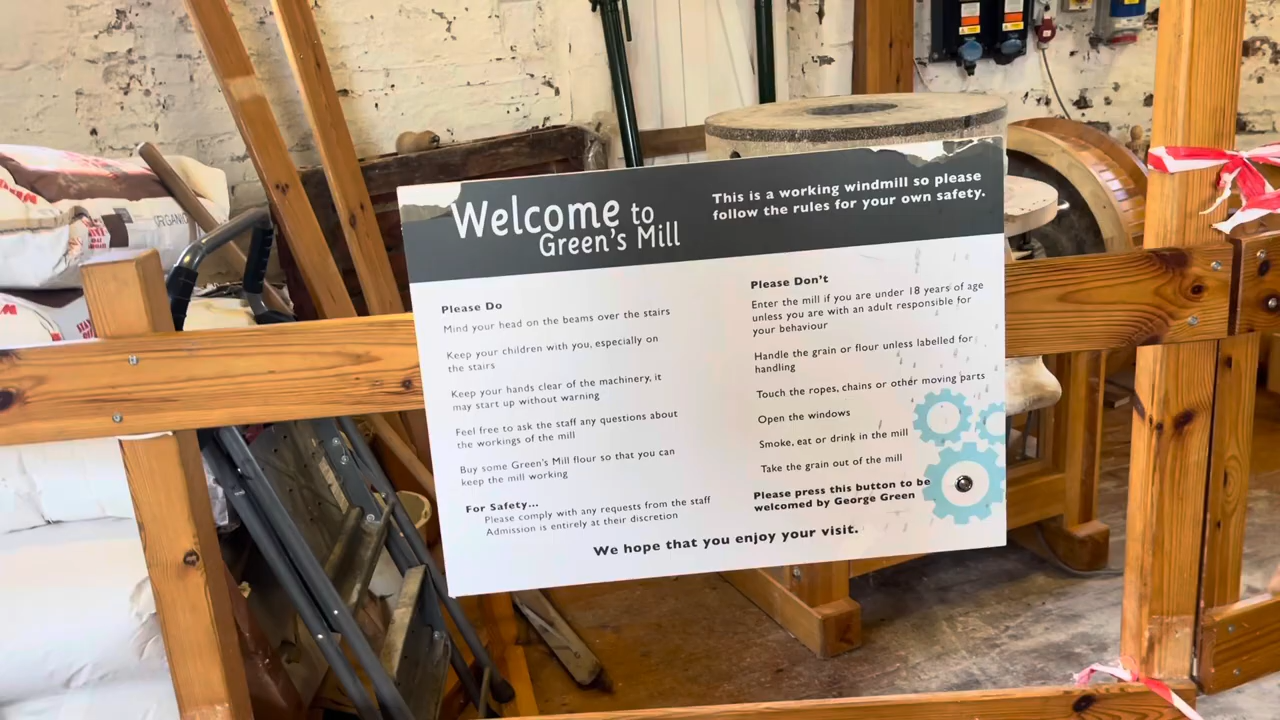 Welcome to
Green's Mill
This is a working windmill so please
follow the rules for your own safety.
Please Do
Mind your head on the beams over the stairs
Keep your children with you, especially on
the stairs
Keep your hands clear of the machinery, it
may start up without warning
Feel free to ask the staff any questions about
the workings of the mill
Buy some Green's Mill flour so that you can
keep the mill working
For Safety...
Please comply with any requests from the staff
Admission is entirely at their discretion
Please Don't
Enter the mill if you are under 18 years of age
unless you are with an adult responsible for
your behaviour
Handle the grain or flour unless labelled for
handling
Touch the ropes, chains or other moving parts
Open the windows
Smoke, eat or drink in the mill
Take the grain out of the mill
Please press this button to be
welcomed by George Green
We hope that you enjoy your visit.
ORGANIC